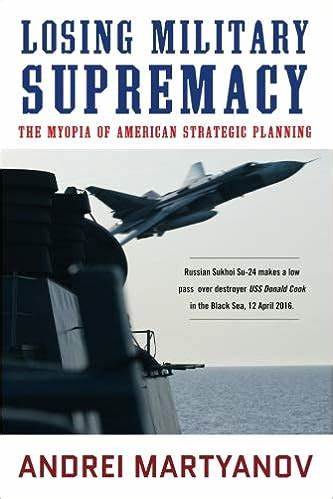 LOSING MILITARY
SUPREMACY
THE MYOPIA OF AMERICAN STRATEGIC PLANNING
Russian Sukhoi Su-24 makes a low
pass over destroyer USS Donald Cook
in the Black Sea, 12 April 2016.
ANDREI MARTYANOV